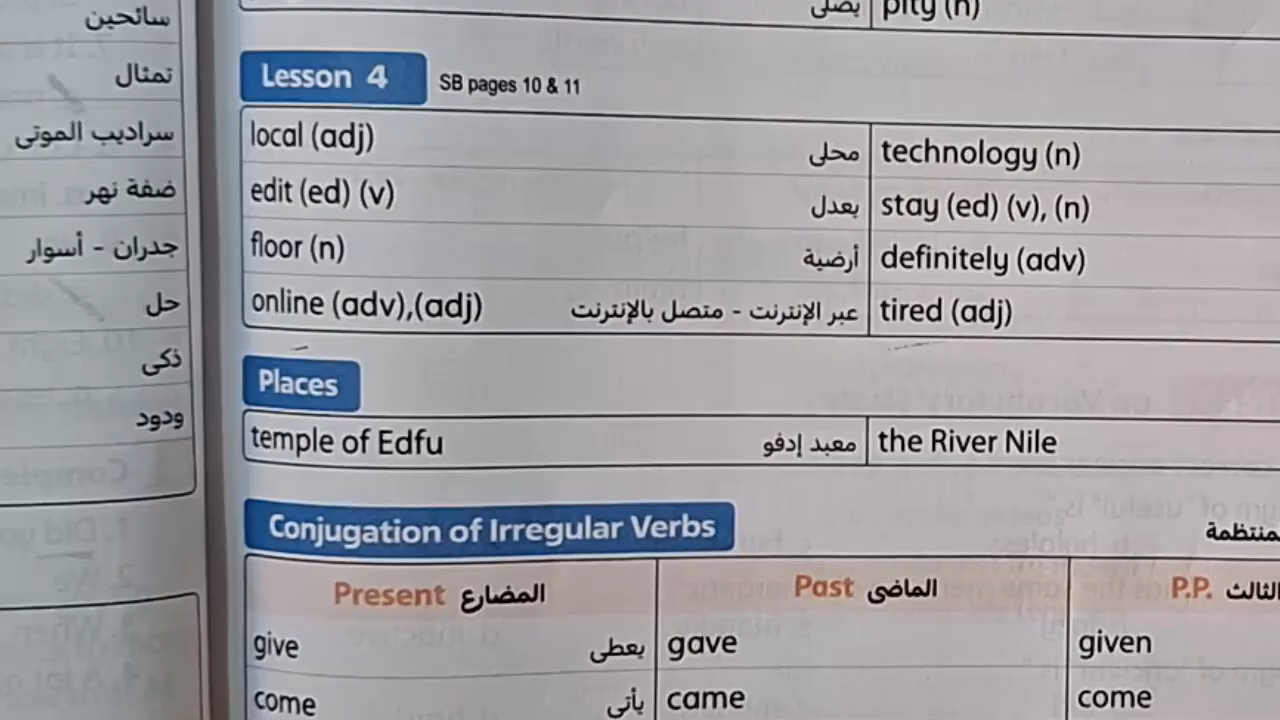 سائحين
تمثال
سراديب الموتى
ضفة نهر
جدران - أسوار
حل
ذكى
ودود
يصلى pity (n)
Lesson 4 SB pages 10 & 11
local (adj) محلى technology (n)
edit (ed) (v) يعدل stay (ed) (v), (n)
floor (n) أرضية definitely (adv)
online (adv),(adj) عبر الإنترنت - متصل بالإنترنت tired (adj)
Places
temple of Edfu معبد إدفو the River Nile
Conjugation of Irregular Verbs
Present المضارع Past الماضى P.P. الثالث
give يعطى gave given
come يأتى came come